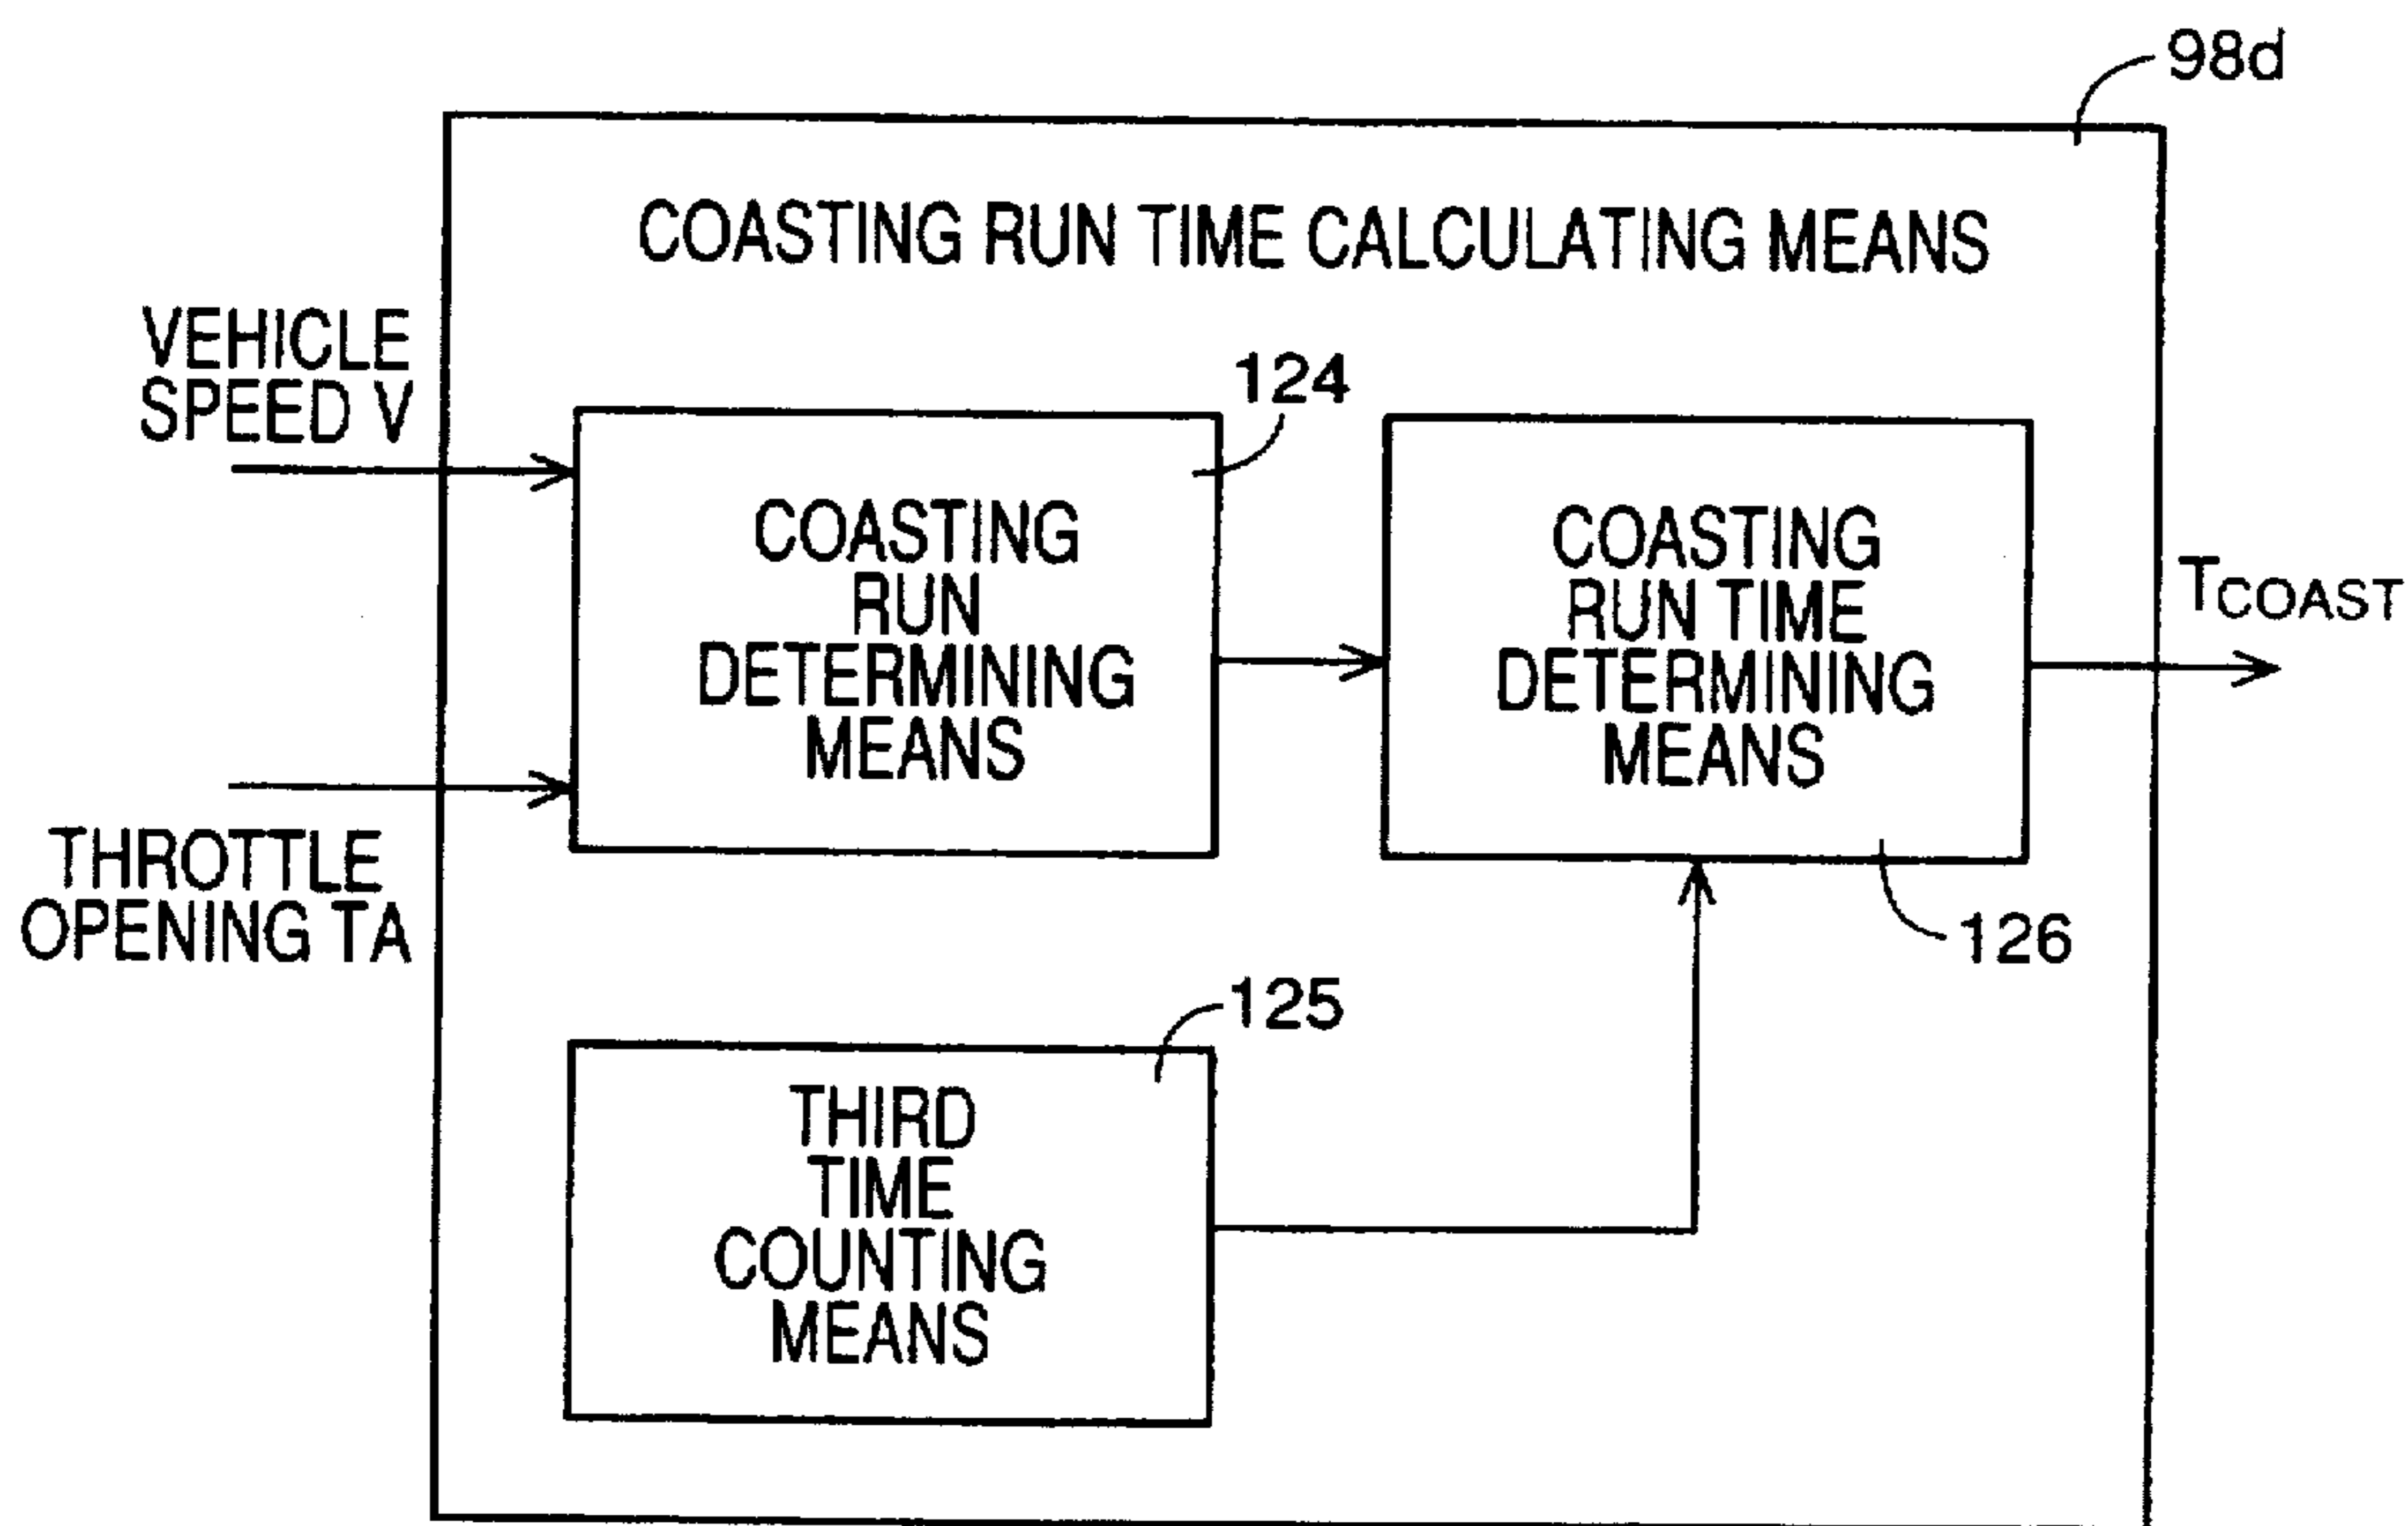 98d
COASTING RUN TIME CALCULATING MEANS
VEHICLE
SPEED V
124
COASTING
RUN
DETERMINING
MEANS
COASTING
RUN TIME
DETERMINING
MEANS
TCOAST
THROTTLE
OPENING TA
126
125
THIRD
TIME
COUNTING
MEANS